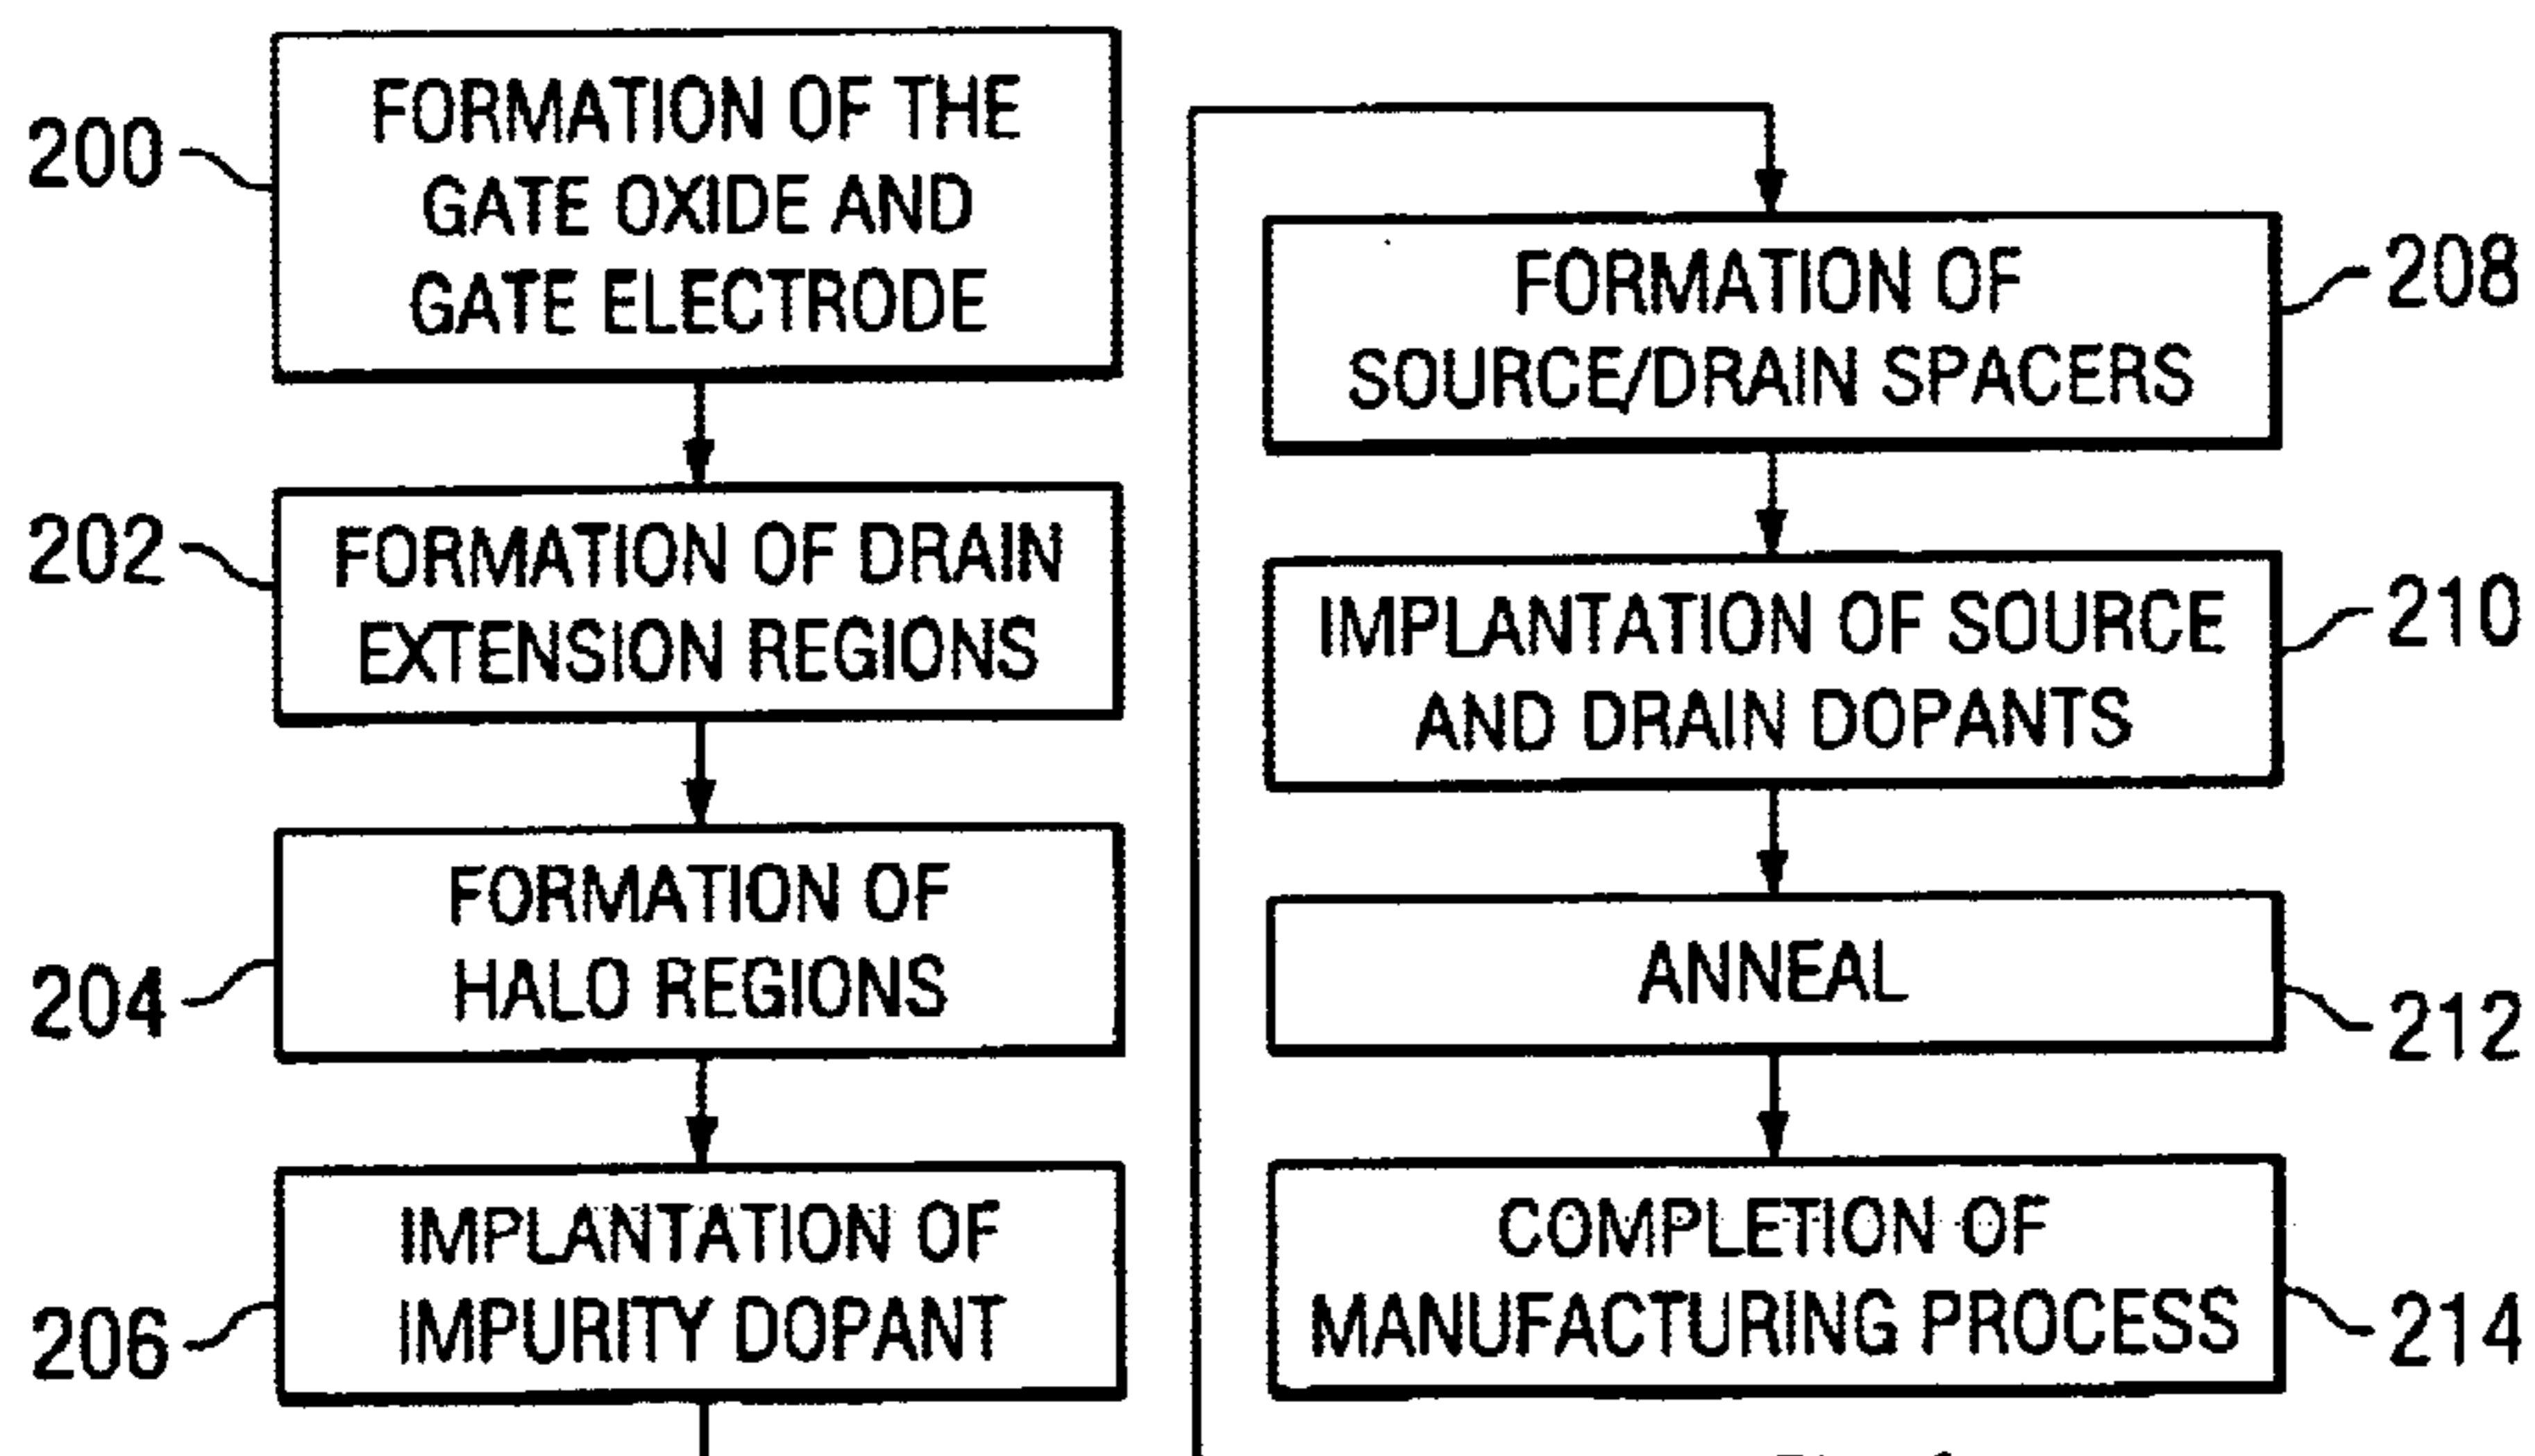 200
FORMATION OF THE
GATE OXIDE AND
GATE ELECTRODE
202
FORMATION OF DRAIN
EXTENSION REGIONS
204
FORMATION OF
HALO REGIONS
206
IMPLANTATION OF
IMPURITY DOPANT
FORMATION OF
SOURCE/DRAIN SPACERS
208
IMPLANTATION OF SOURCE
AND DRAIN DOPANTS
210
ANNEAL
212
COMPLETION OF
MANUFACTURING PROCESS
214